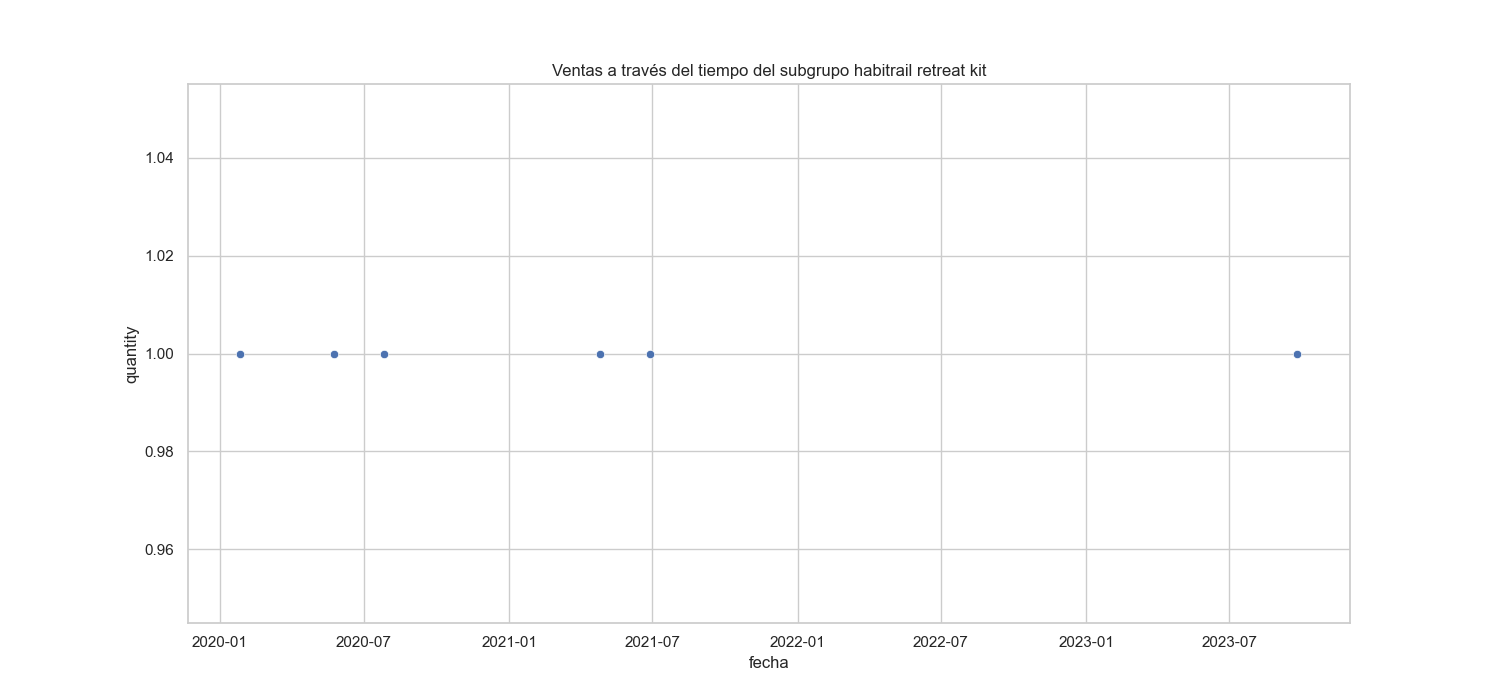 Ventas a través del tiempo del subgrupo habitrail retreat kit
1.04
1.02
1.00
0.98
0.96
quantity
2020-01 2020-07 2021-01 2021-07 2022-01 2022-07 2023-01 2023-07
fecha